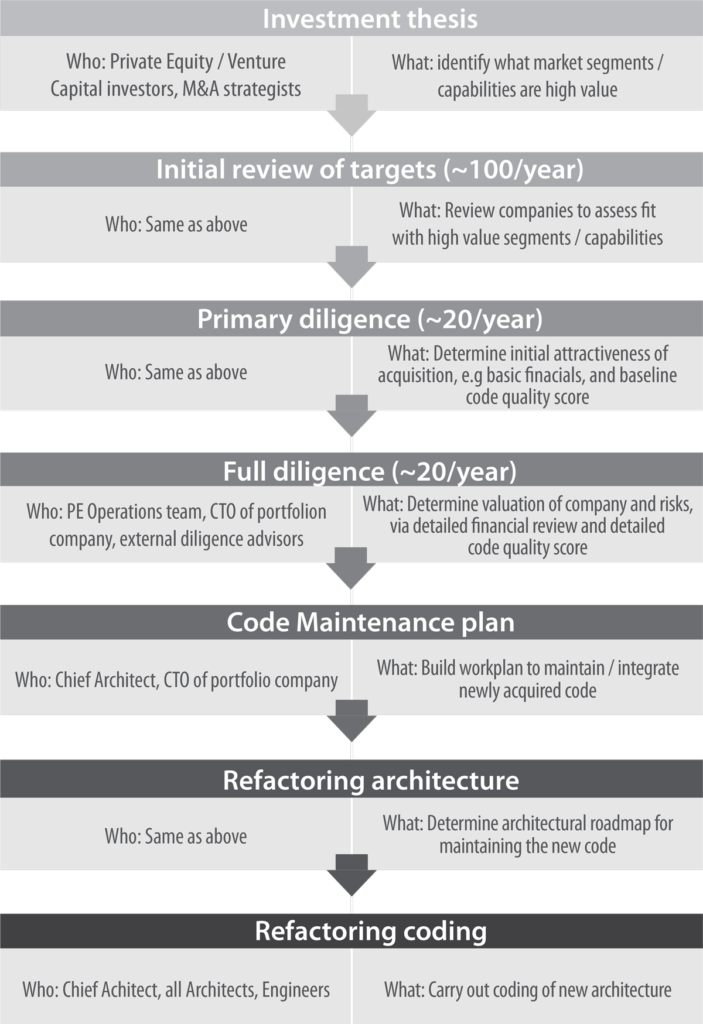 Investment thesis
Who: Private Equity / Venture
Capital investors, M&A strategists
What: identify what market segments /
capabilities are high value
Initial review of targets (~100/year)
Who: Same as above
What: Review companies to assess fit
with high value segments / capabilities
Primary diligence (~20/year)
Who: Same as above
What: Determine initial attractiveness of
acquisition, e.g basic finacials, and baseline
code quality score
Full diligence (~20/year)
Who: PE Operations team, CTO of portfolion
company, external diligence advisors
What: Determine valuation of company and risks,
via detailed financial review and detailed
code quality score
Code Maintenance plan
Who: Chief Architect, CTO of portfolio company
What: Build workplan to maintain / integrate
newly acquired code
Refactoring architecture
Who: Same as above
What: Determine architectural roadmap for
maintaining the new code
Refactoring coding
Who: Chief Achitect, all Architects, Engineers
What: Carry out coding of new architecture